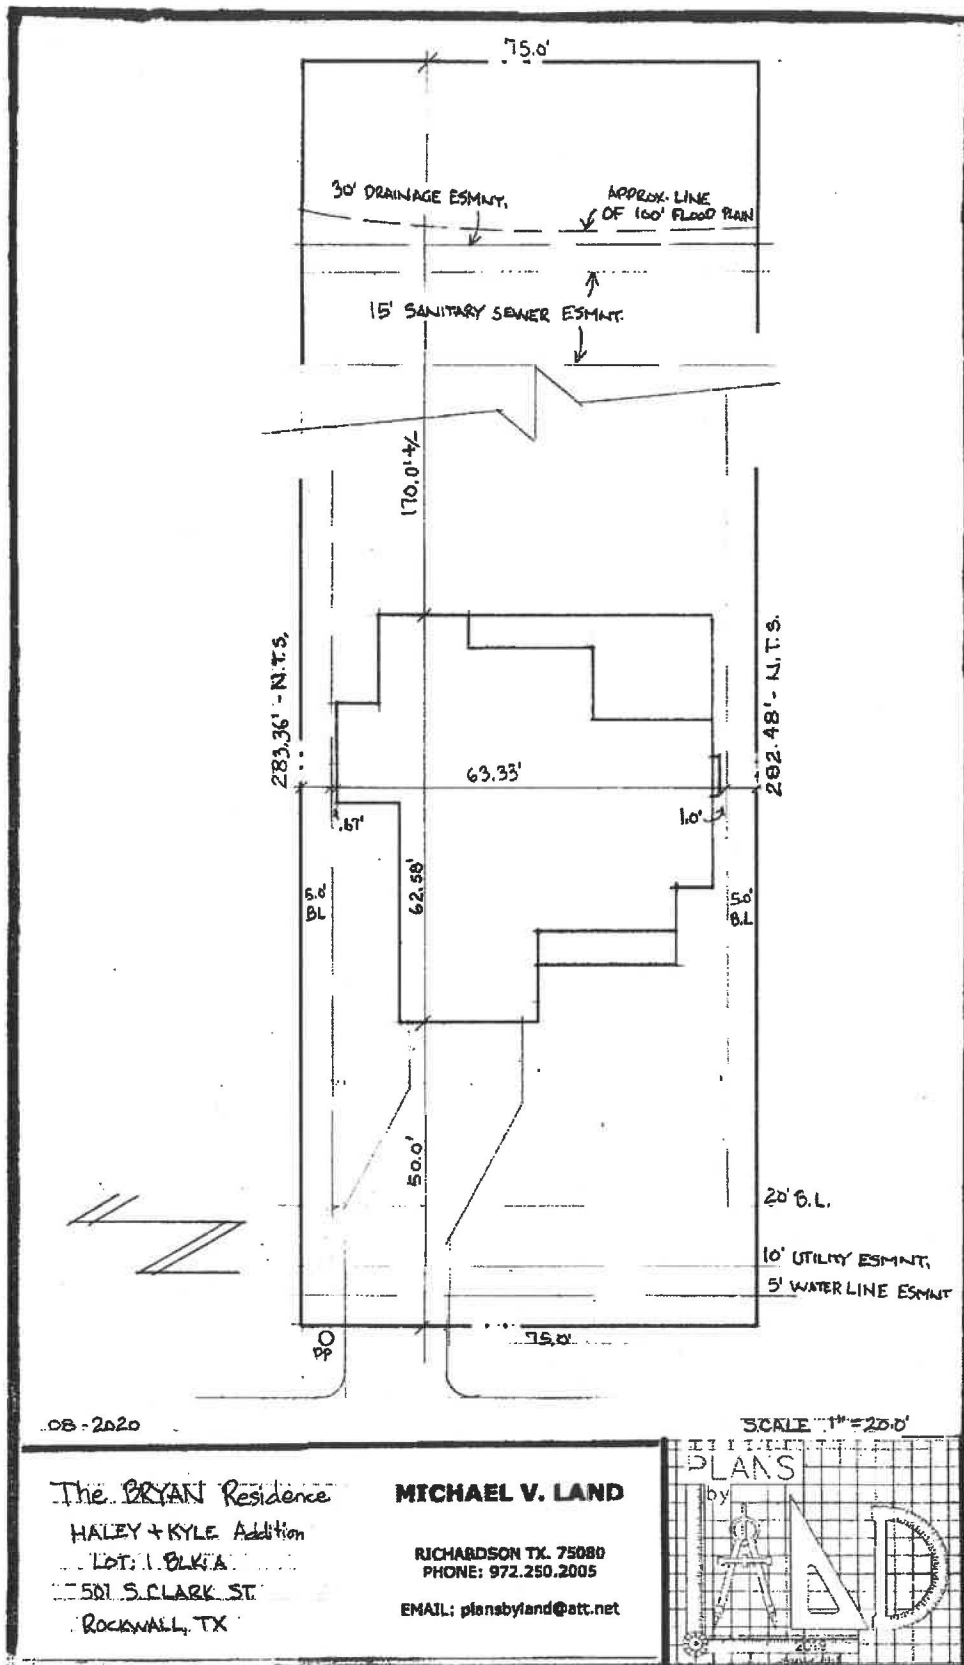 75.0'
30' DRAINAGE ESMNT.
APPROX. LINE
OF 100' FLOOD PLAIN
15' SANITARY SEWER ESMNT.
170.0' +/-
283.36' - N.T.S.
282.48' - N.T.S.
63.33'
.67'
1.0'
62.58'
5.0
BL
5.0'
B.L
50.0'
20' B.L.
10' UTILITY ESMNT.
5' WATER LINE ESMNT
PP
75.0'
08-2020
SCALE 1" = 20.0'
The BRYAN Residence
HALEY + KYLE Addition
LOT: 1 BLK: A
501 S. CLARK ST.
ROCKWALL, TX
MICHAEL V. LAND
RICHARDSON TX. 75080
PHONE: 972.250.2005
EMAIL: plansbyland@att.net
PLANS
by